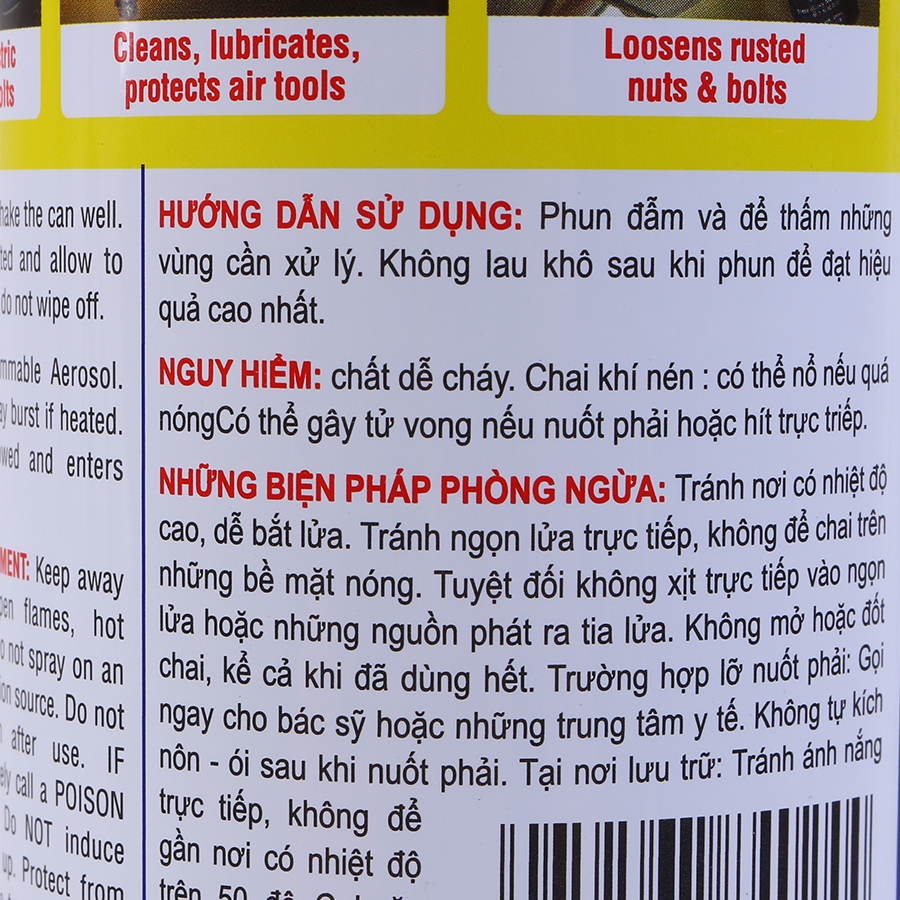 tric
Cleans, lubricates,
protects air tools
Loosens rusted
nuts & bolts
the can well.
and allow to
do not wipe off.
Aerosol.
burst if heated.
and enters
Keep away
flames, hot
not spray on an
source. Do not
after use. IF
call a POISON
Do NOT induce
up. Protect from
HƯỚNG DẪN SỬ DỤNG: Phun đẫm và để thấm những
vùng cần xử lý. Không lau khô sau khi phun để đạt hiệu
quả cao nhất.
NGUY HIỂM: chất dễ cháy. Chai khí nén : có thể nổ nếu quá
nóngCó thể gây tử vong nếu nuốt phải hoặc hít trực triếp.
NHỮNG BIỆN PHÁP PHÒNG NGỪA: Tránh nơi có nhiệt độ
cao, dễ bắt lửa. Tránh ngọn lửa trực tiếp, không để chai trên
những bề mặt nóng. Tuyệt đối không xịt trực tiếp vào ngọn
lửa hoặc những nguồn phát ra tia lửa. Không mở hoặc đốt
chai, kể cả khi đã dùng hết. Trường hợp lỡ nuốt phải: Gọi
ngay cho bác sỹ hoặc những trung tâm y tế. Không tự kích
nôn - ói sau khi nuốt phải. Tại nơi lưu trữ: Tránh ánh nắng
trực tiếp, không để
gần nơi có nhiệt độ
trên 50 độ C